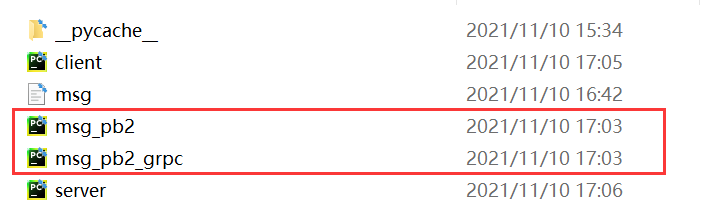 __pycache__ 2021/11/10 15:34
client 2021/11/10 17:05
msg 2021/11/10 16:42
msg_pb2 2021/11/10 17:03
msg_pb2_grpc 2021/11/10 17:03
server 2021/11/10 17:06